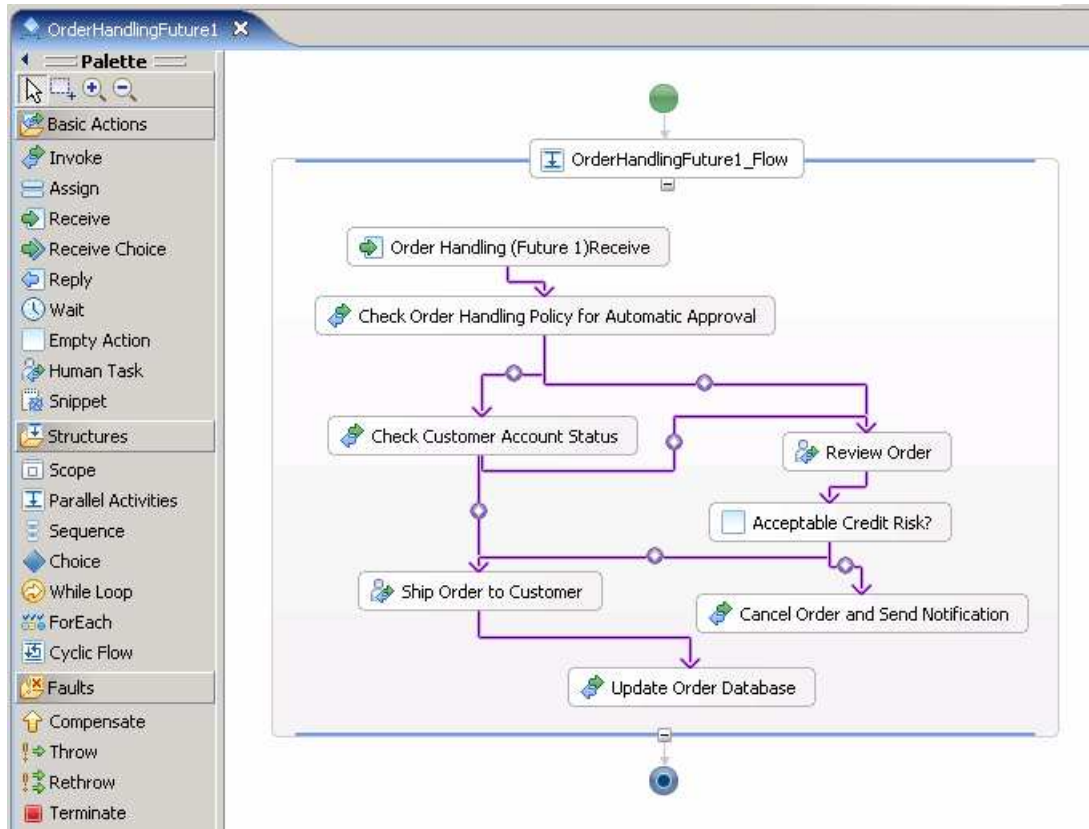 OrderHandlingFuture1
Palette
Basic Actions
Invoke
Assign
Receive
Receive Choice
Reply
Wait
Empty Action
Human Task
Snippet
Structures
Scope
Parallel Activities
Sequence
Choice
While Loop
ForEach
Cyclic Flow
Faults
Compensate
Throw
Rethrow
Terminate
OrderHandlingFuture1_Flow
Order Handling (Future 1)Receive
Check Order Handling Policy for Automatic Approval
Check Customer Account Status
Review Order
Acceptable Credit Risk?
Ship Order to Customer
Cancel Order and Send Notification
Update Order Database